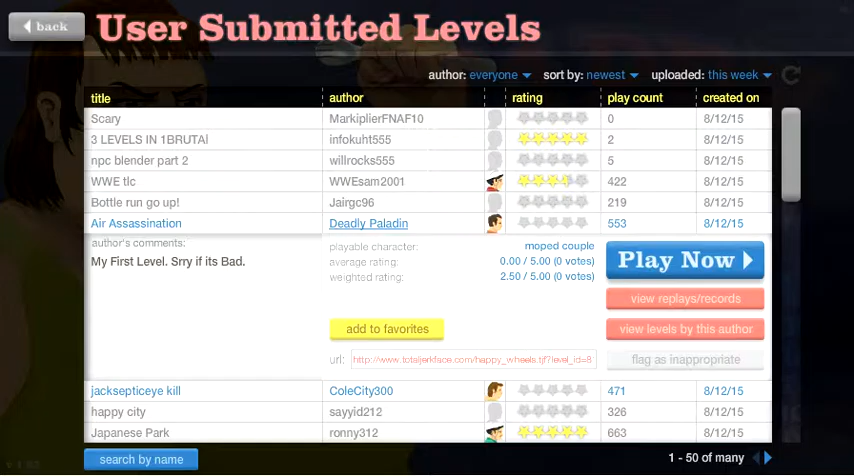 back
User Submitted Levels
author: everyone sort by: newest uploaded: this week
title author rating play count created on
Scary MarkiplierFNAF10 0 8/12/15
3 LEVELS IN 1BRUTAl infokuht555 2 8/12/15
npc blender part 2 willrocks555 5 8/12/15
WWE tlc WWEsam2001 422 8/12/15
Bottle run go up! Jairgc96 219 8/12/15
Air Assassination Deadly Paladin 553 8/12/15
author's comments:
My First Level. Srry if its Bad.
playable character: moped couple
average rating: 0.00 / 5.00 (0 votes)
weighted rating: 2.50 / 5.00 (0 votes)
Play Now
view replays/records
add to favorites
view levels by this author
url: http://www.totaljerkface.com/happy_wheels.tjf?level_id=8
flag as inappropriate
jacksepticeye kill ColeCity300 471 8/12/15
happy city sayyid212 326 8/12/15
Japanese Park ronny312 663 8/12/15
search by name
1 - 50 of many